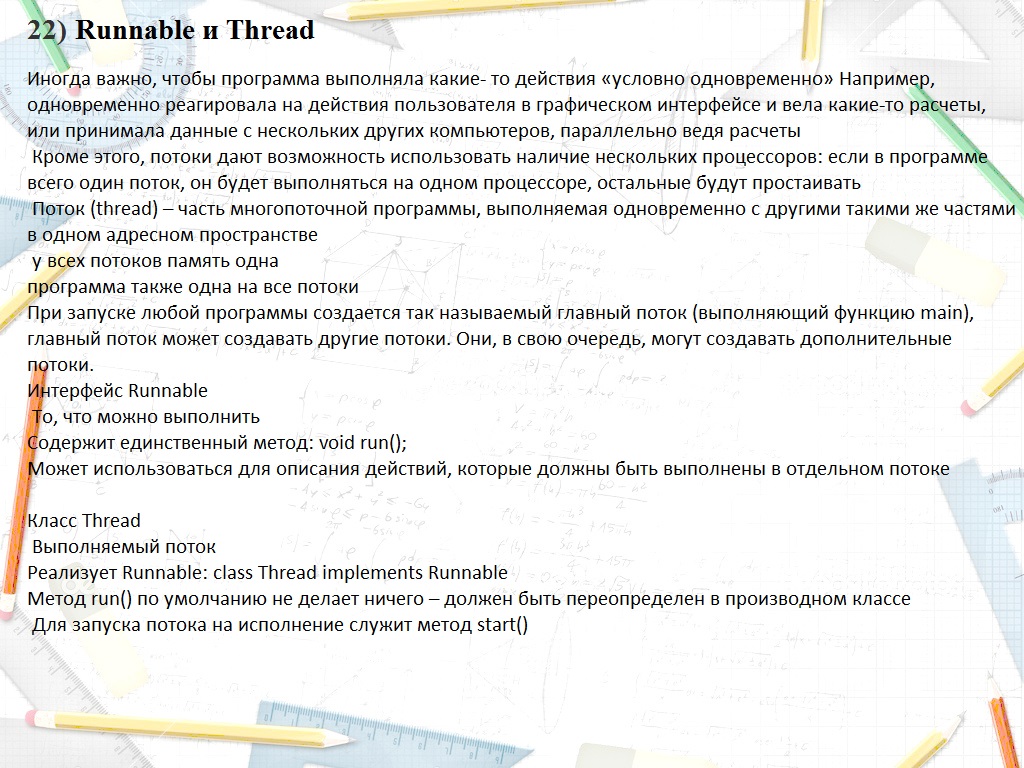 22) Runnable и Thread
Иногда важно, чтобы программа выполняла какие- то действия «условно одновременно» Например,
одновременно реагировала на действия пользователя в графическом интерфейсе и вела какие-то расчеты,
или принимала данные с нескольких других компьютеров, параллельно ведя расчеты
Кроме этого, потоки дают возможность использовать наличие нескольких процессоров: если в программе
всего один поток, он будет выполняться на одном процессоре, остальные будут простаивать
Поток (thread) – часть многопоточной программы, выполняемая одновременно с другими такими же частями
в одном адресном пространстве
у всех потоков память одна
программа также одна на все потоки
При запуске любой программы создается так называемый главный поток (выполняющий функцию main),
главный поток может создавать другие потоки. Они, в свою очередь, могут создавать дополнительные
потоки.
Интерфейс Runnable
То, что можно выполнить
Содержит единственный метод: void run();
Может использоваться для описания действий, которые должны быть выполнены в отдельном потоке
Класс Thread
Выполняемый поток
Реализует Runnable: class Thread implements Runnable
Метод run() по умолчанию не делает ничего – должен быть переопределен в производном классе
Для запуска потока на исполнение служит метод start()